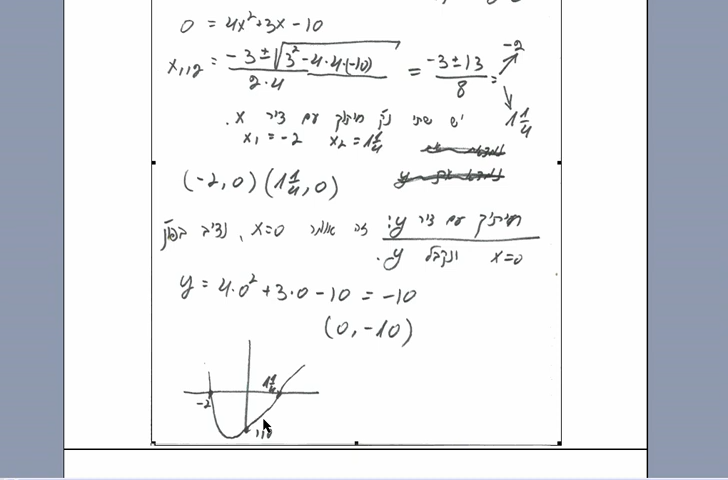 0 = 4x²+3x-10
x₁,₂ = (-3 ± √(3²-4·4·(-10))) / (2·4) = (-3±13) / 8 = -2
1 1/4
יש שתי נק' חיתוך עם ציר x.
x₁ = -2 x₂ = 1 1/4
(-2,0) (1 1/4,0)
חיתוך עם ציר y: זה אומר x=0, נציב
x=0 ונקבל y.
y = 4·0²+3·0-10 = -10
(0,-10)
1 1/4
-2
-10